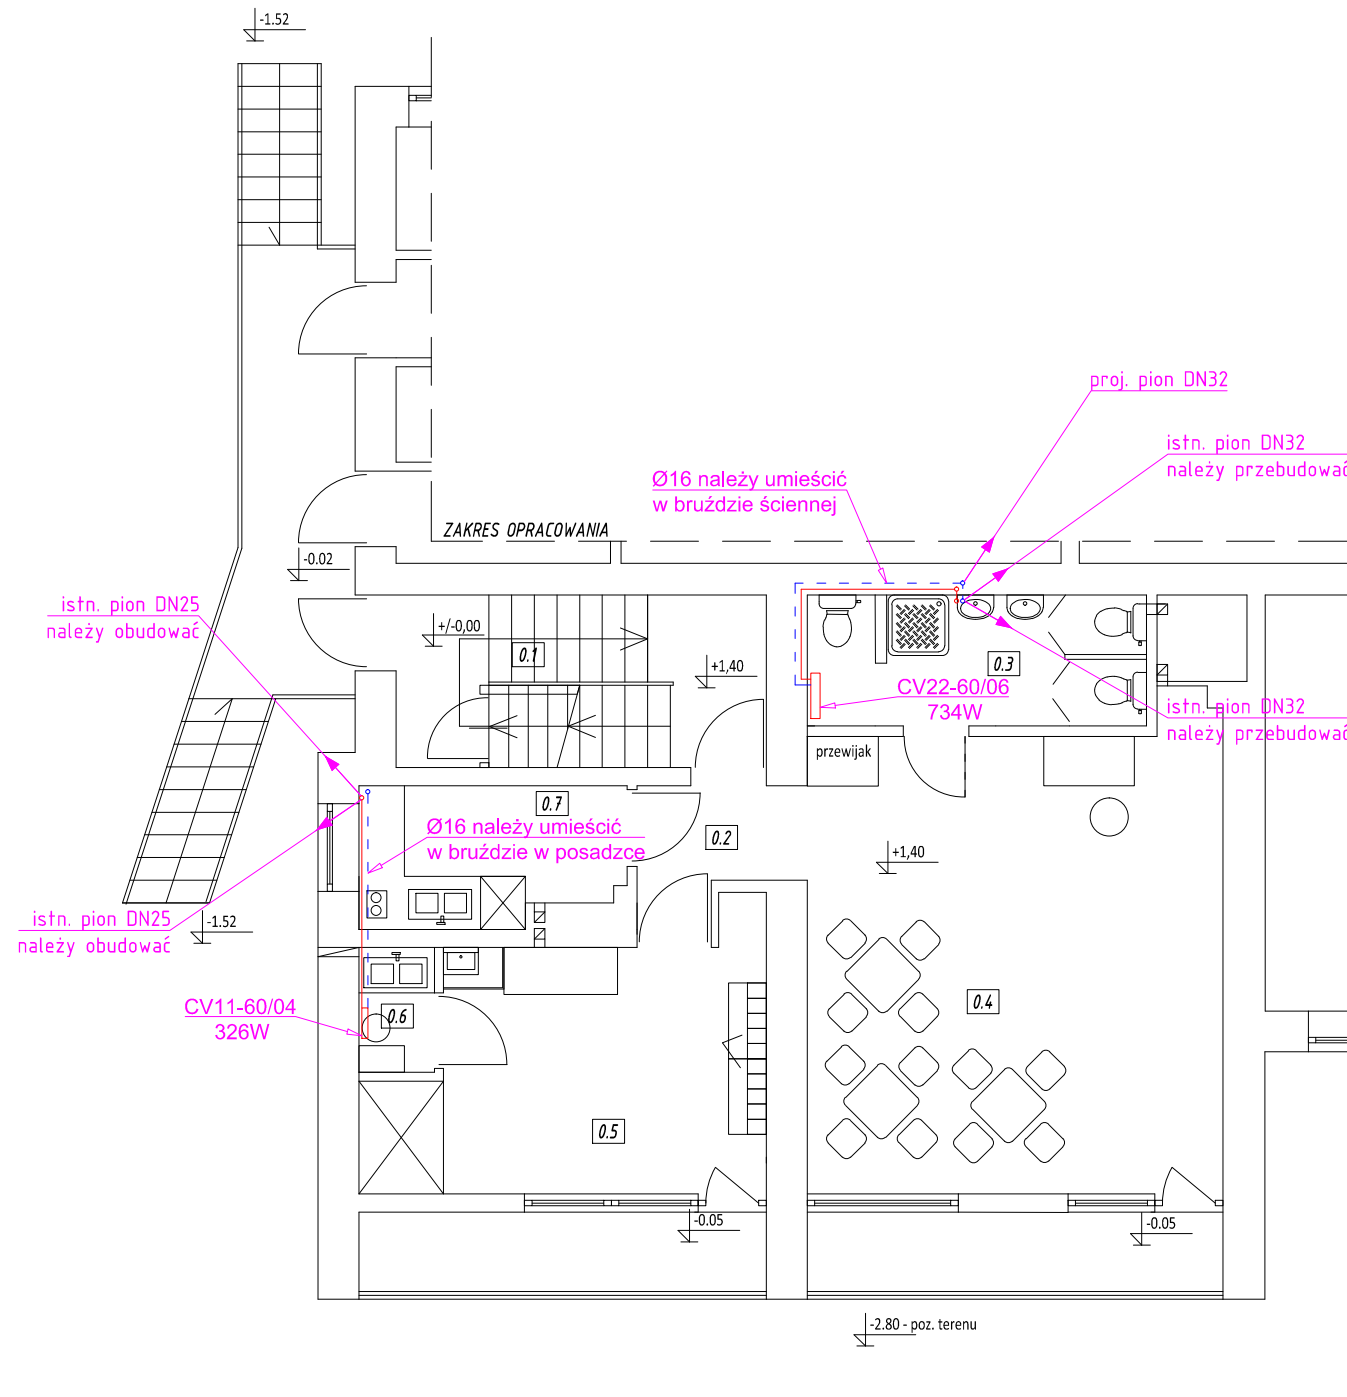 -1.52
proj. pion DN32
istn. pion DN32
należy przebudować
Ø16 należy umieścić
w bruździe ściennej
ZAKRES OPRACOWANIA
-0.02
istn. pion DN25
należy obudować
+/-0,00
0.1
+1,40
0.3
CV22-60/06
734W
istn. pion DN32
należy przebudować
przewijak
0.7
Ø16 należy umieścić
w bruździe w posadzce
0.2
+1,40
istn. pion DN25
należy obudować
-1.52
CV11-60/04
326W
0.6
0.4
0.5
-0.05
-0.05
-2.80 - poz. terenu